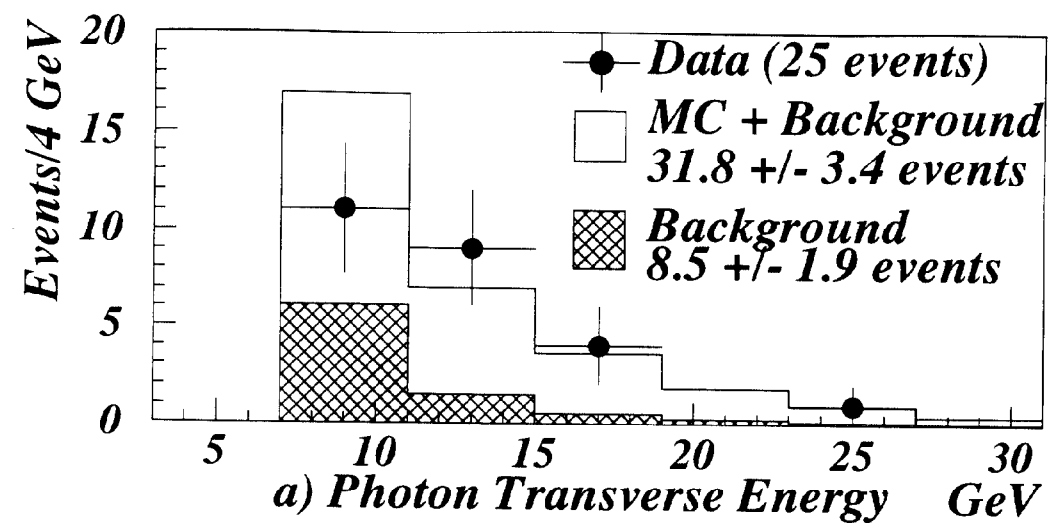 Events/4 GeV
20
15
10
5
0
Data (25 events)
MC + Background
31.8 +/- 3.4 events
Background
8.5 +/- 1.9 events
5 10 15 20 25 30
a) Photon Transverse Energy GeV